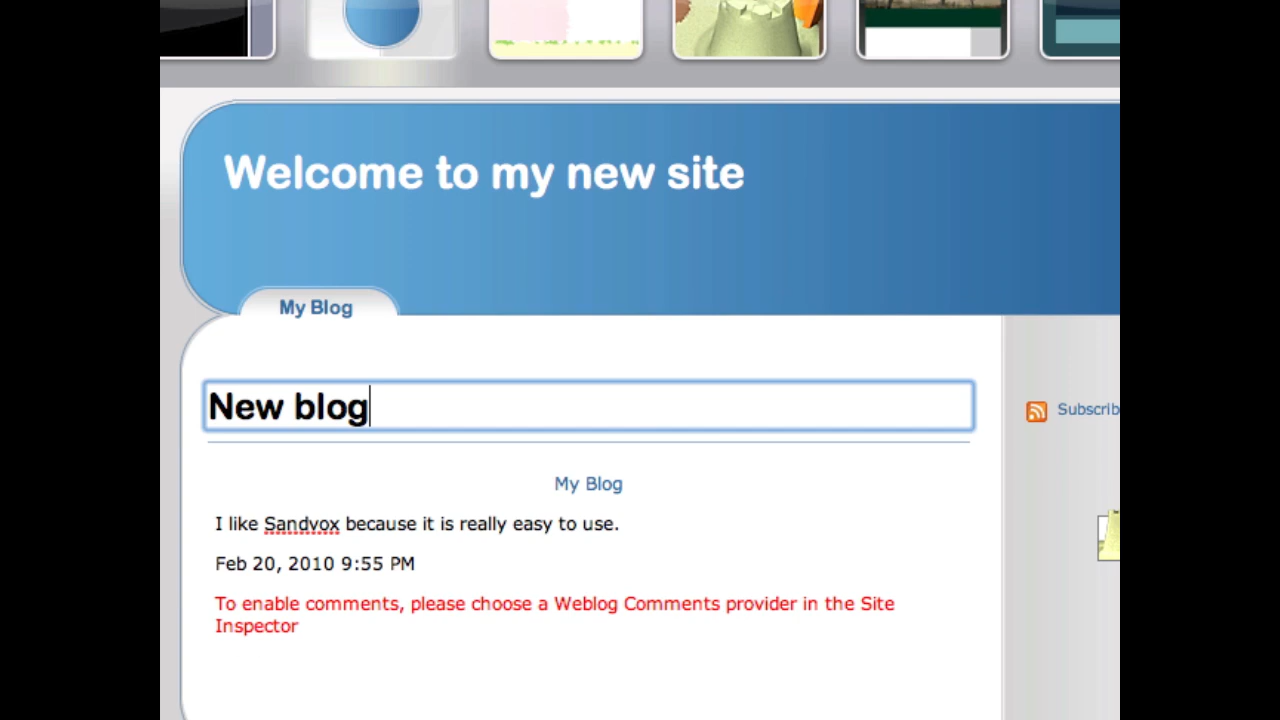 Welcome to my new site
My Blog
New blog
Subscrib
My Blog
I like Sandvox because it is really easy to use.
Feb 20, 2010 9:55 PM
To enable comments, please choose a Weblog Comments provider in the Site
Inspector